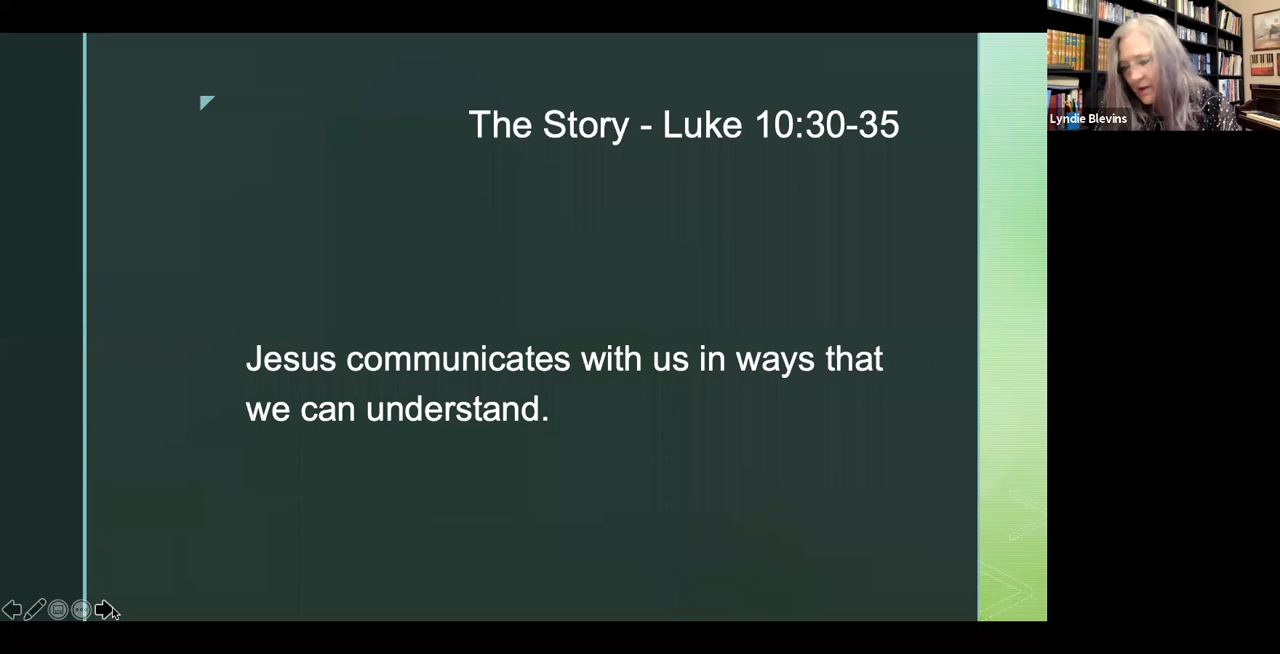 The Story - Luke 10:30-35
Jesus communicates with us in ways that
we can understand.
Lyndie Blevins